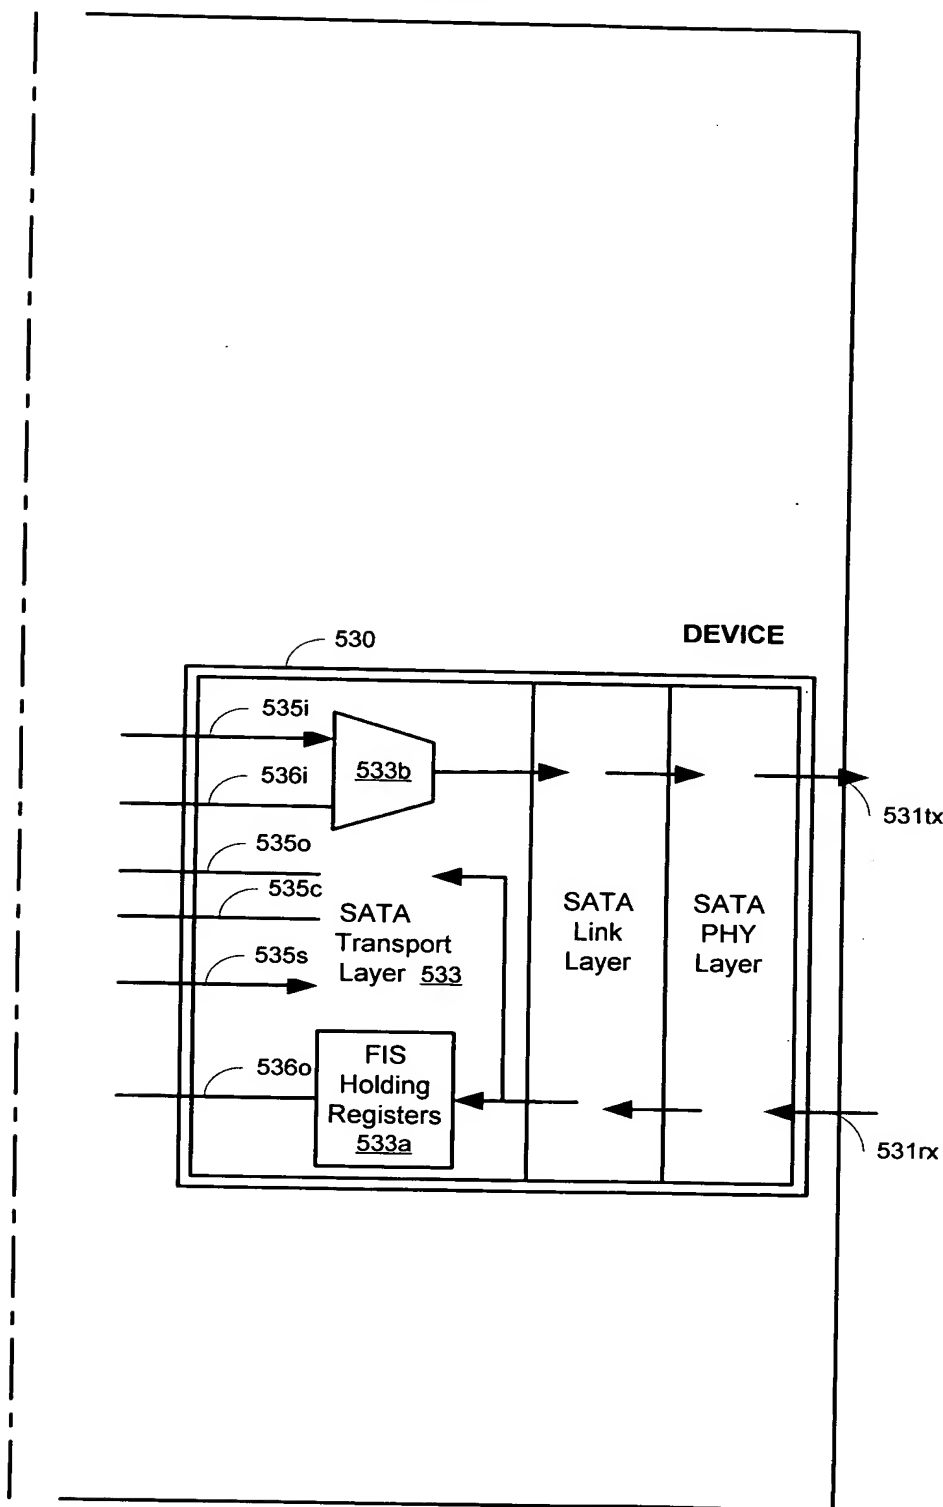 DEVICE
530
535i
533b
536i
531tx
535o
535c
SATA
Transport
Layer 533
SATA
Link
Layer
SATA
PHY
Layer
535s
536o
FIS
Holding
Registers
533a
531rx